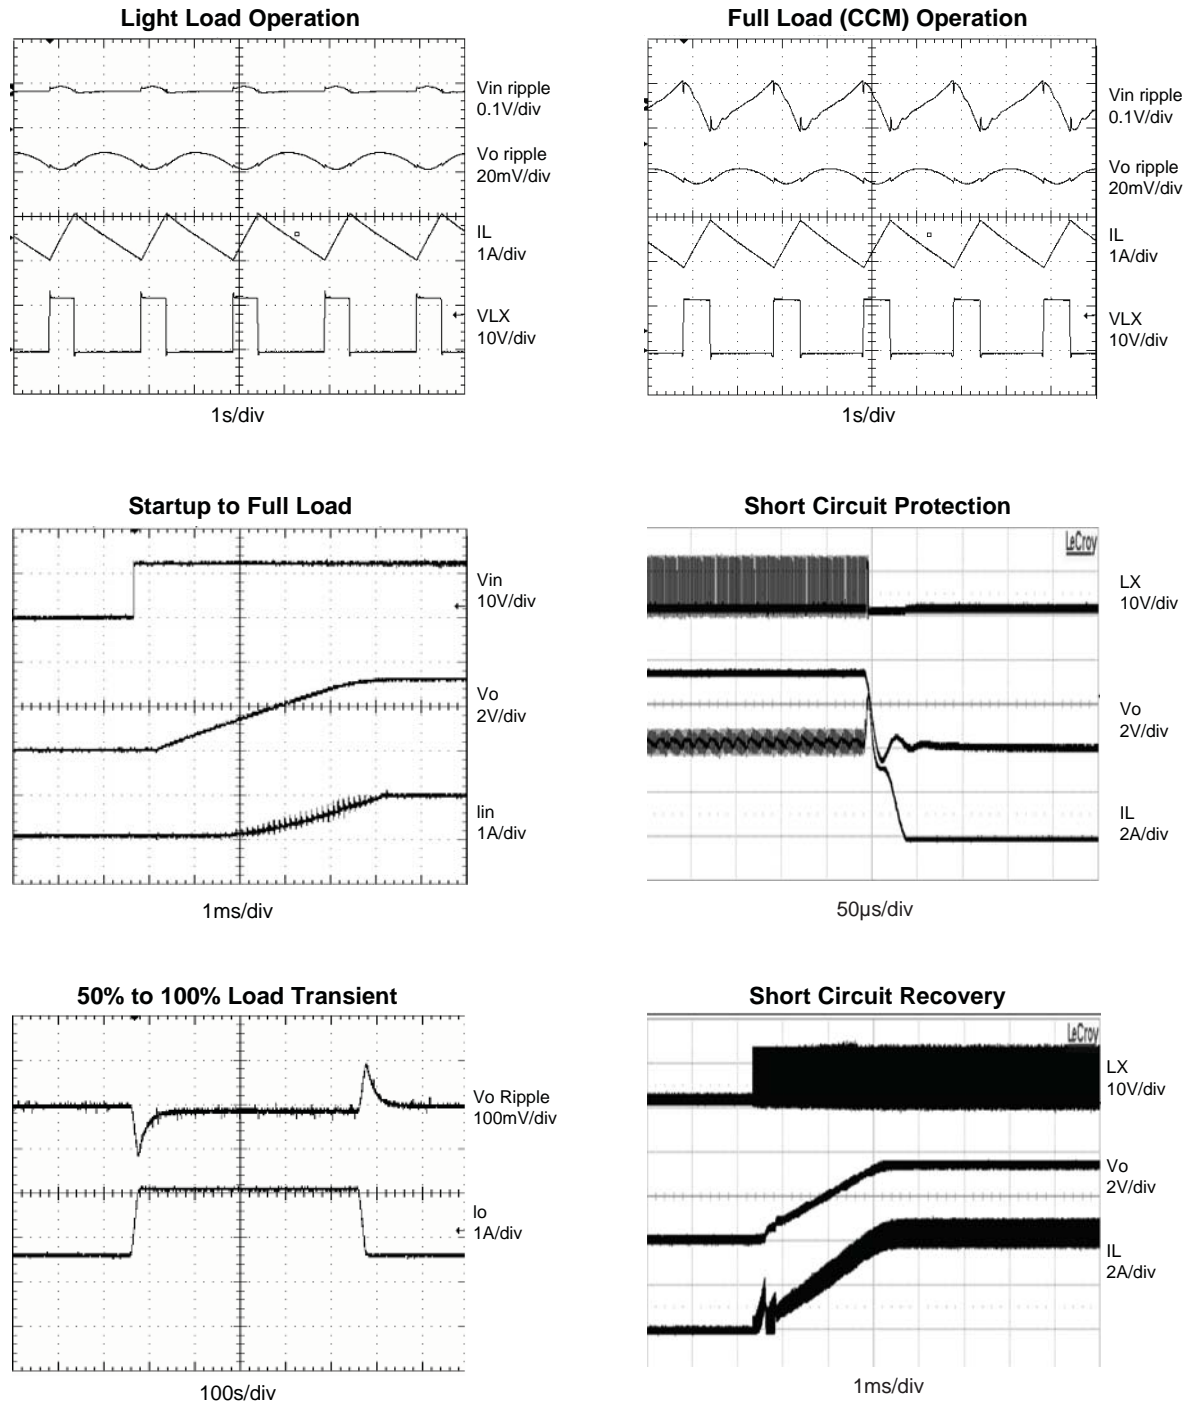 Light Load Operation
Vin ripple
0.1V/div
Vo ripple
20mV/div
IL
1A/div
VLX
10V/div
1s/div
Full Load (CCM) Operation
Vin ripple
0.1V/div
Vo ripple
20mV/div
IL
1A/div
VLX
10V/div
1s/div
Startup to Full Load
Vin
10V/div
Vo
2V/div
Iin
1A/div
1ms/div
Short Circuit Protection
LeCroy
LX
10V/div
Vo
2V/div
IL
2A/div
50µs/div
50% to 100% Load Transient
Vo Ripple
100mV/div
Io
1A/div
100s/div
Short Circuit Recovery
LeCroy
LX
10V/div
Vo
2V/div
IL
2A/div
1ms/div